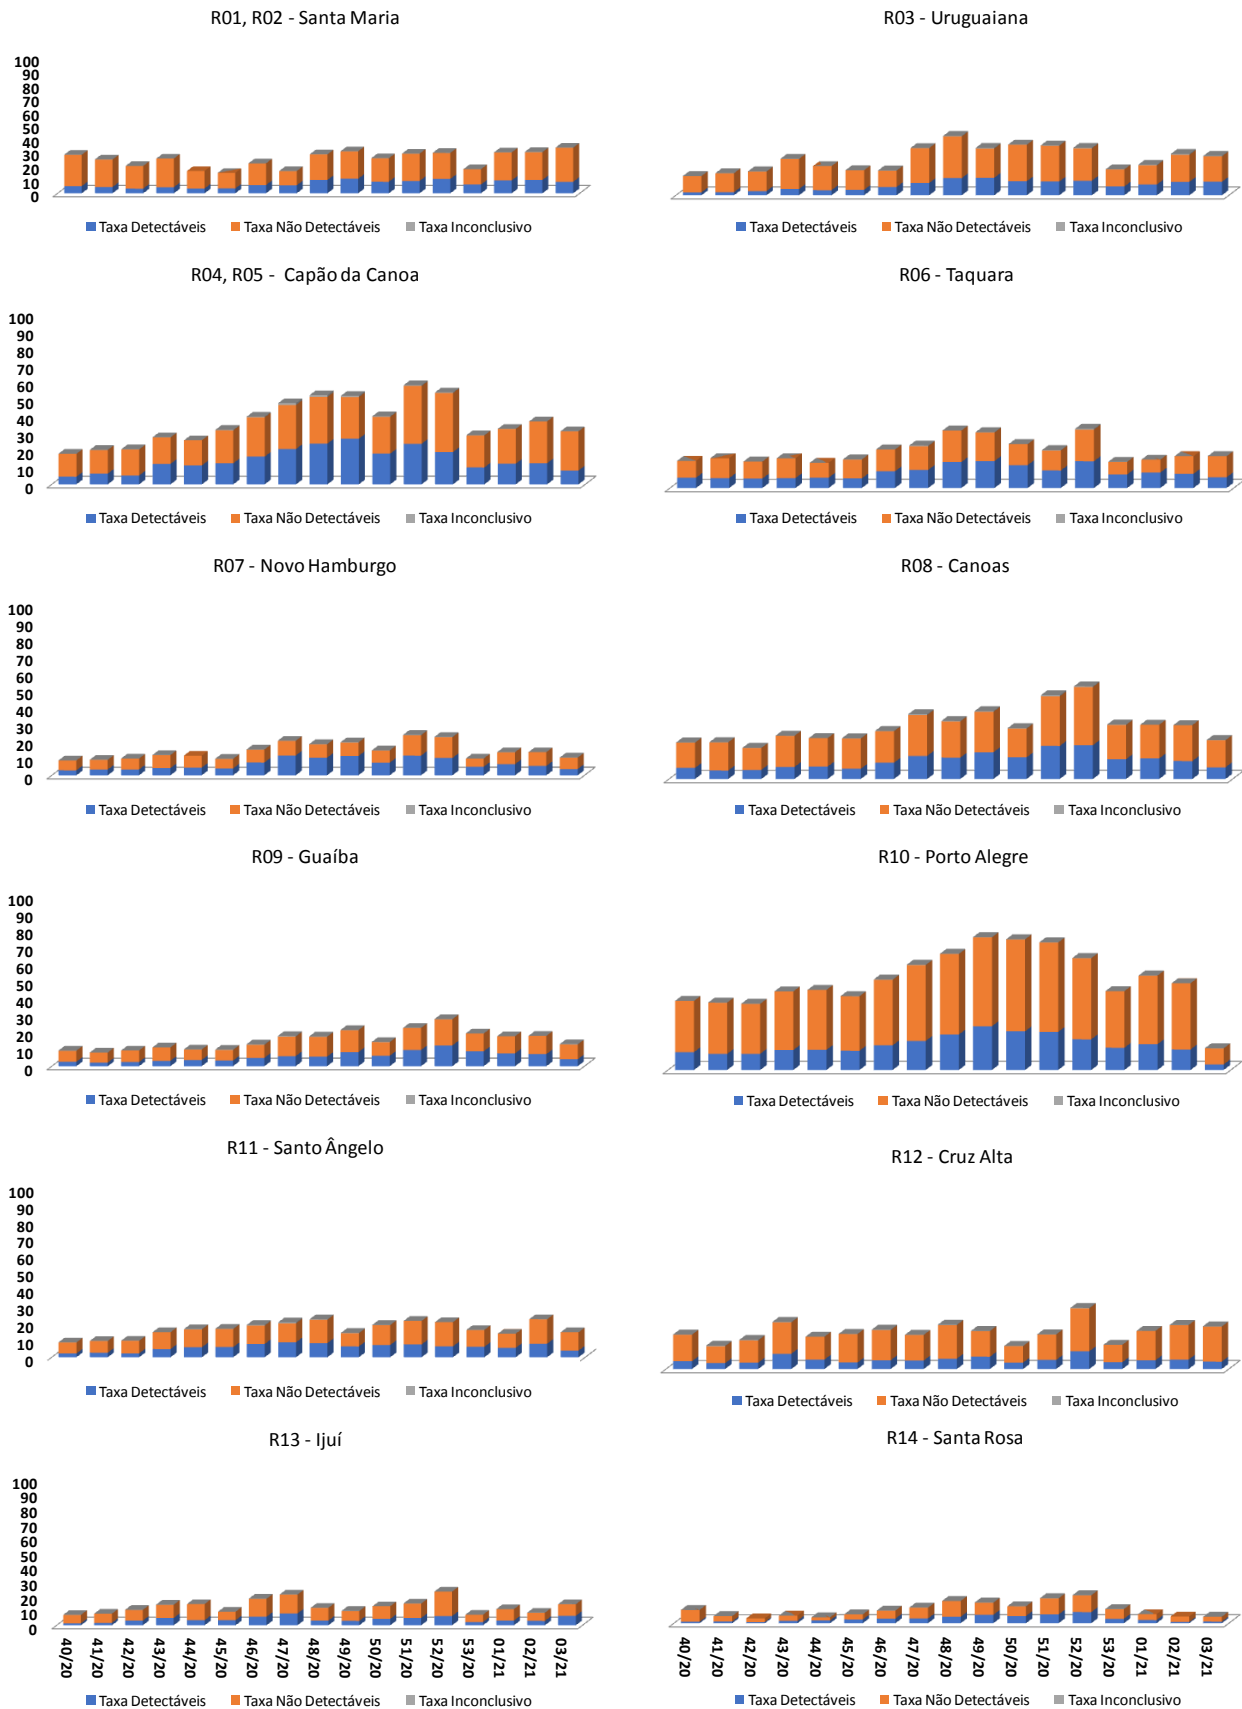 R01, R02 - Santa Maria
100
90
80
70
60
50
40
30
20
10
0
Taxa Detectáveis Taxa Não Detectáveis Taxa Inconclusivo
R03 - Uruguaiana
Taxa Detectáveis Taxa Não Detectáveis Taxa Inconclusivo
R04, R05 - Capão da Canoa
100
90
80
70
60
50
40
30
20
10
0
Taxa Detectáveis Taxa Não Detectáveis Taxa Inconclusivo
R06 - Taquara
Taxa Detectáveis Taxa Não Detectáveis Taxa Inconclusivo
R07 - Novo Hamburgo
100
90
80
70
60
50
40
30
20
10
0
Taxa Detectáveis Taxa Não Detectáveis Taxa Inconclusivo
R08 - Canoas
Taxa Detectáveis Taxa Não Detectáveis Taxa Inconclusivo
R09 - Guaíba
100
90
80
70
60
50
40
30
20
10
0
Taxa Detectáveis Taxa Não Detectáveis Taxa Inconclusivo
R10 - Porto Alegre
Taxa Detectáveis Taxa Não Detectáveis Taxa Inconclusivo
R11 - Santo Ângelo
100
90
80
70
60
50
40
30
20
10
0
Taxa Detectáveis Taxa Não Detectáveis Taxa Inconclusivo
R12 - Cruz Alta
Taxa Detectáveis Taxa Não Detectáveis Taxa Inconclusivo
R13 - Ijuí
100
90
80
70
60
50
40
30
20
10
0
40/20 41/20 42/20 43/20 44/20 45/20 46/20 47/20 48/20 49/20 50/20 51/20 52/20 53/20 01/21 02/21 03/21
Taxa Detectáveis Taxa Não Detectáveis Taxa Inconclusivo
R14 - Santa Rosa
40/20 41/20 42/20 43/20 44/20 45/20 46/20 47/20 48/20 49/20 50/20 51/20 52/20 53/20 01/21 02/21 03/21
Taxa Detectáveis Taxa Não Detectáveis Taxa Inconclusivo